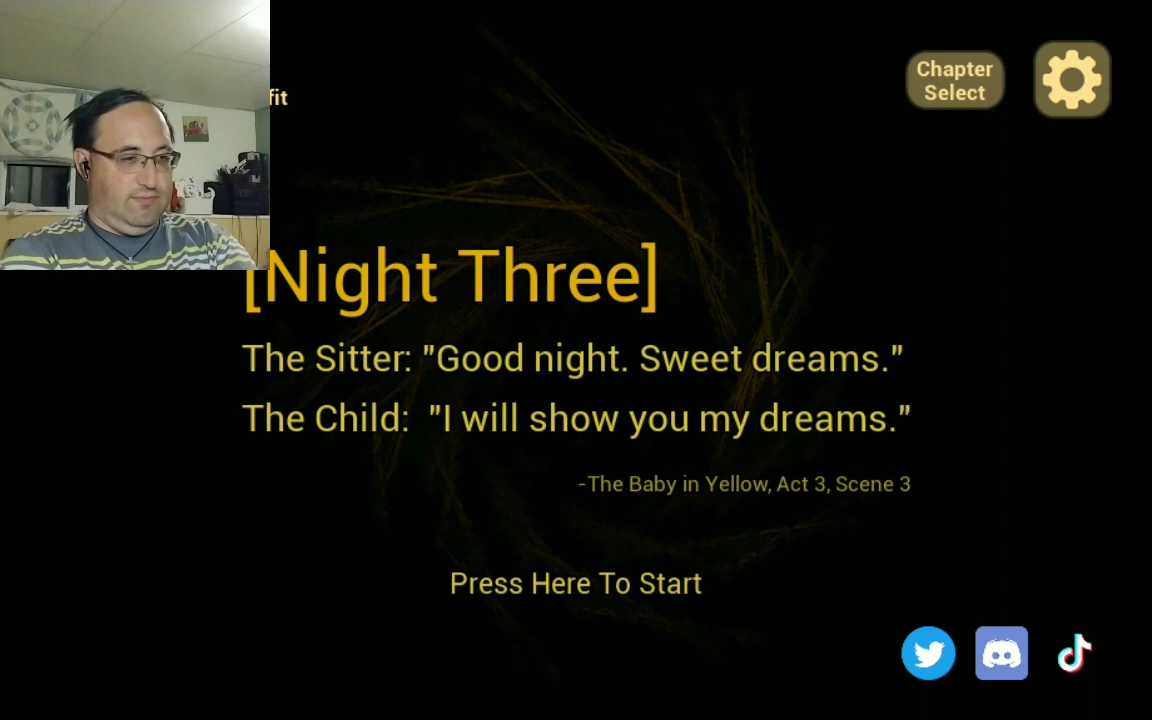 Chapter
Select
fit
[Night Three]
The Sitter: "Good night. Sweet dreams."
The Child: "I will show you my dreams."
-The Baby in Yellow, Act 3, Scene 3
Press Here To Start